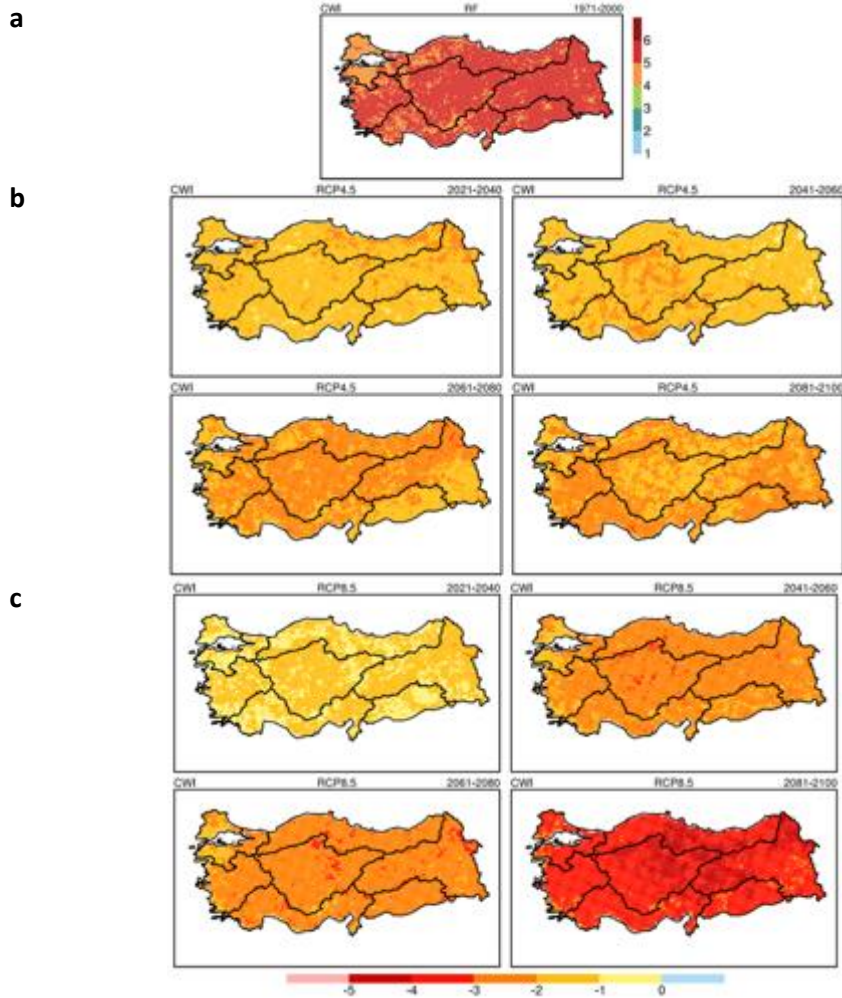 a
CWI RF 1971-2000
6
5
4
3
2
1
b
CWI RCP4.5 2021-2040
CWI RCP4.5 2041-2060
CWI RCP4.5 2061-2080
CWI RCP4.5 2081-2100
c
CWI RCP8.5 2021-2040
CWI RCP8.5 2041-2060
CWI RCP8.5 2061-2080
CWI RCP8.5 2081-2100
-5 -4 -3 -2 -1 0